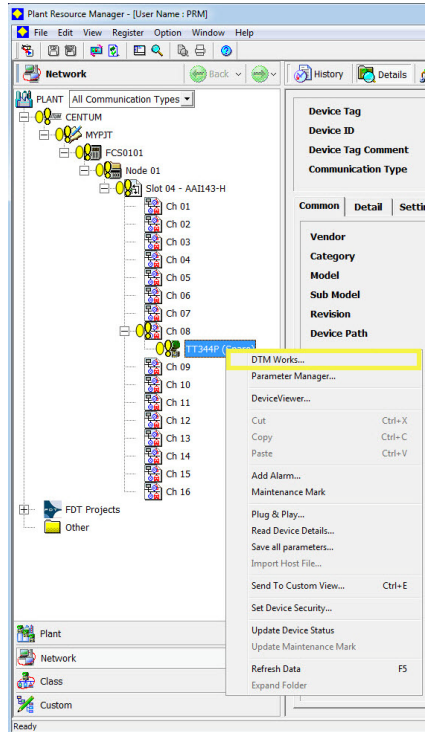 Plant Resource Manager - [User Name : PRM]
File Edit View Register Option Window Help
Network Back History Details
PLANT All Communication Types
CENTUM
MYPJT
FCS0101
Node 01
Slot 04 - AAI143-H
Ch 01
Ch 02
Ch 03
Ch 04
Ch 05
Ch 06
Ch 07
Ch 08
TT344P (Spare)
Ch 09
Ch 10
Ch 11
Ch 12
Ch 13
Ch 14
Ch 15
Ch 16
FDT Projects
Other
Plant
Network
Class
Custom
Ready
Device Tag
Device ID
Device Tag Comment
Communication Type
Common Detail
Vendor
Category
Model
Sub Model
Revision
Device Path
DTM Works...
Parameter Manager...
DeviceViewer...
Cut Ctrl+X
Copy Ctrl+C
Paste Ctrl+V
Add Alarm...
Maintenance Mark
Plug & Play...
Read Device Details...
Save all parameters...
Import Host File...
Send To Custom View... Ctrl+E
Set Device Security...
Update Device Status
Update Maintenance Mark
Refresh Data F5
Expand Folder